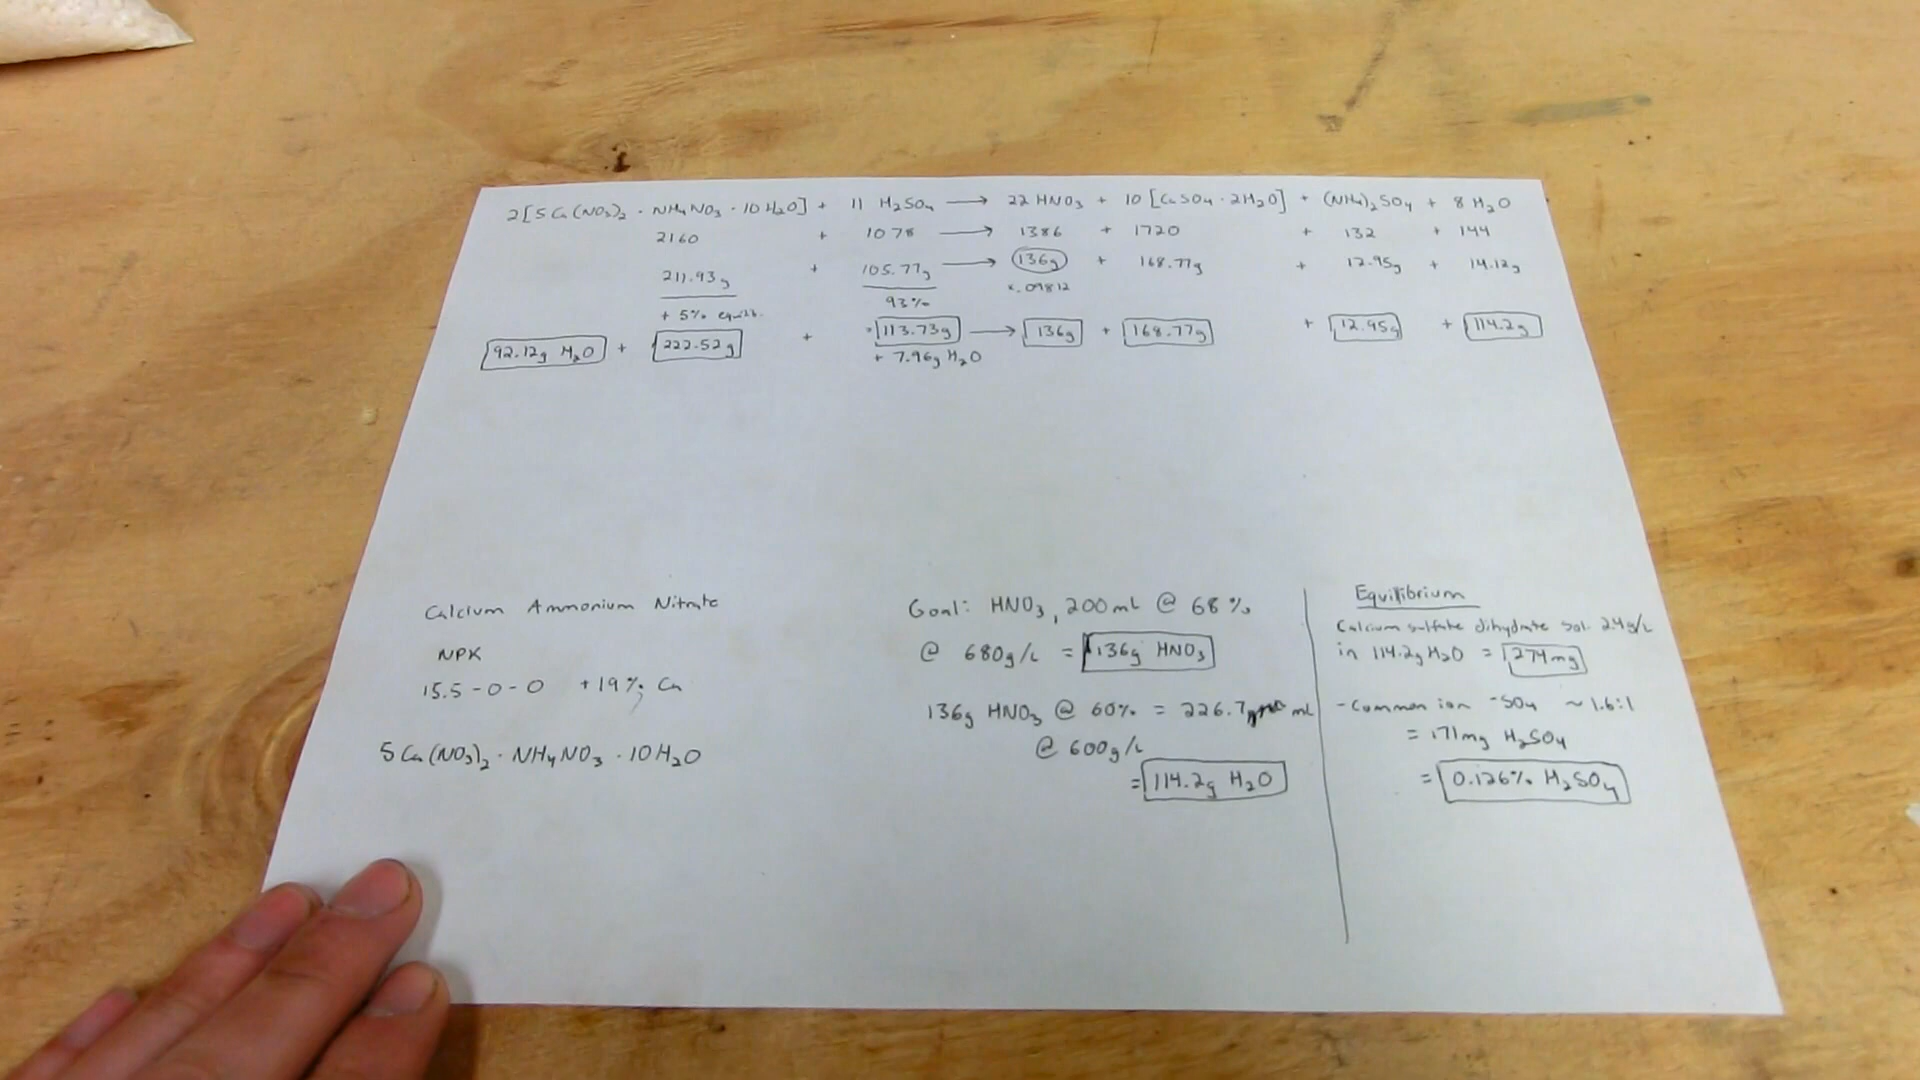 2[5Ca(NO3)2 · NH4NO3 · 10H2O] + 11 H2SO4 → 22 HNO3 + 10[CaSO4 · 2H2O] + (NH4)2SO4 + 8 H2O
2160 + 1078 → 1386 + 1720 + 132 + 144
211.93g + 105.77g → 136g + 168.77g + 12.95g + 14.12g
93% x.09812
+ 5% equilb.
92.12g H2O + 222.52g + 113.73g → 136g + 168.77g + 12.95g + 114.2g
+ 7.96g H2O
Calcium Ammonium Nitrate
NPK
15.5-0-0 +19% Ca
5Ca(NO3)2 · NH4NO3 · 10H2O
Goal: HNO3, 200ml @ 68%
@ 680g/L = 136g HNO3
136g HNO3 @ 60% = 226.7 ml
@ 600g/L
= 114.2g H2O
Equilibrium
Calcium sulfate dihydrate sol. 2.4g/L
in 114.2g H2O = 274mg
- Common ion -SO4 ~1.6:1
= 171mg H2SO4
= 0.126% H2SO4